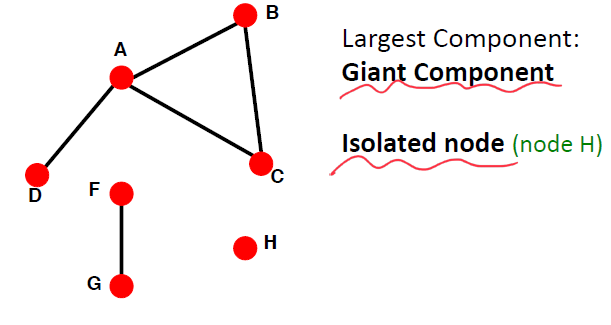 B
A
C
D
F
H
G
Largest Component:
Giant Component
Isolated node (node H)